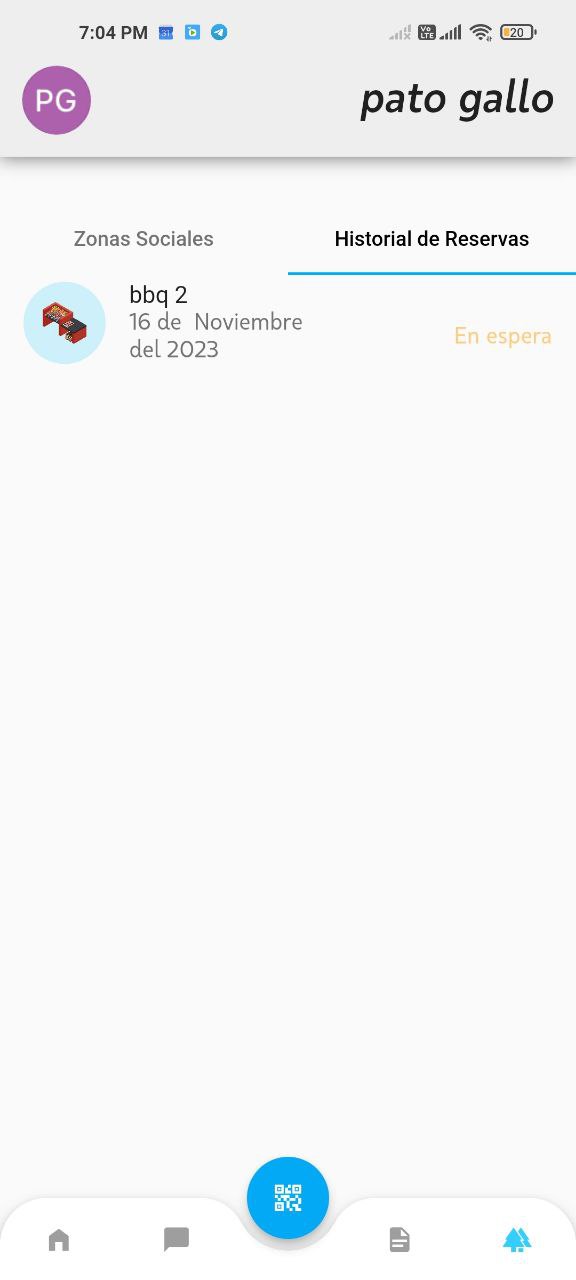 7:04 PM
Vo LTE
20
PG
pato gallo
Zonas Sociales
Historial de Reservas
bbq 2
16 de  Noviembre
del 2023
En espera